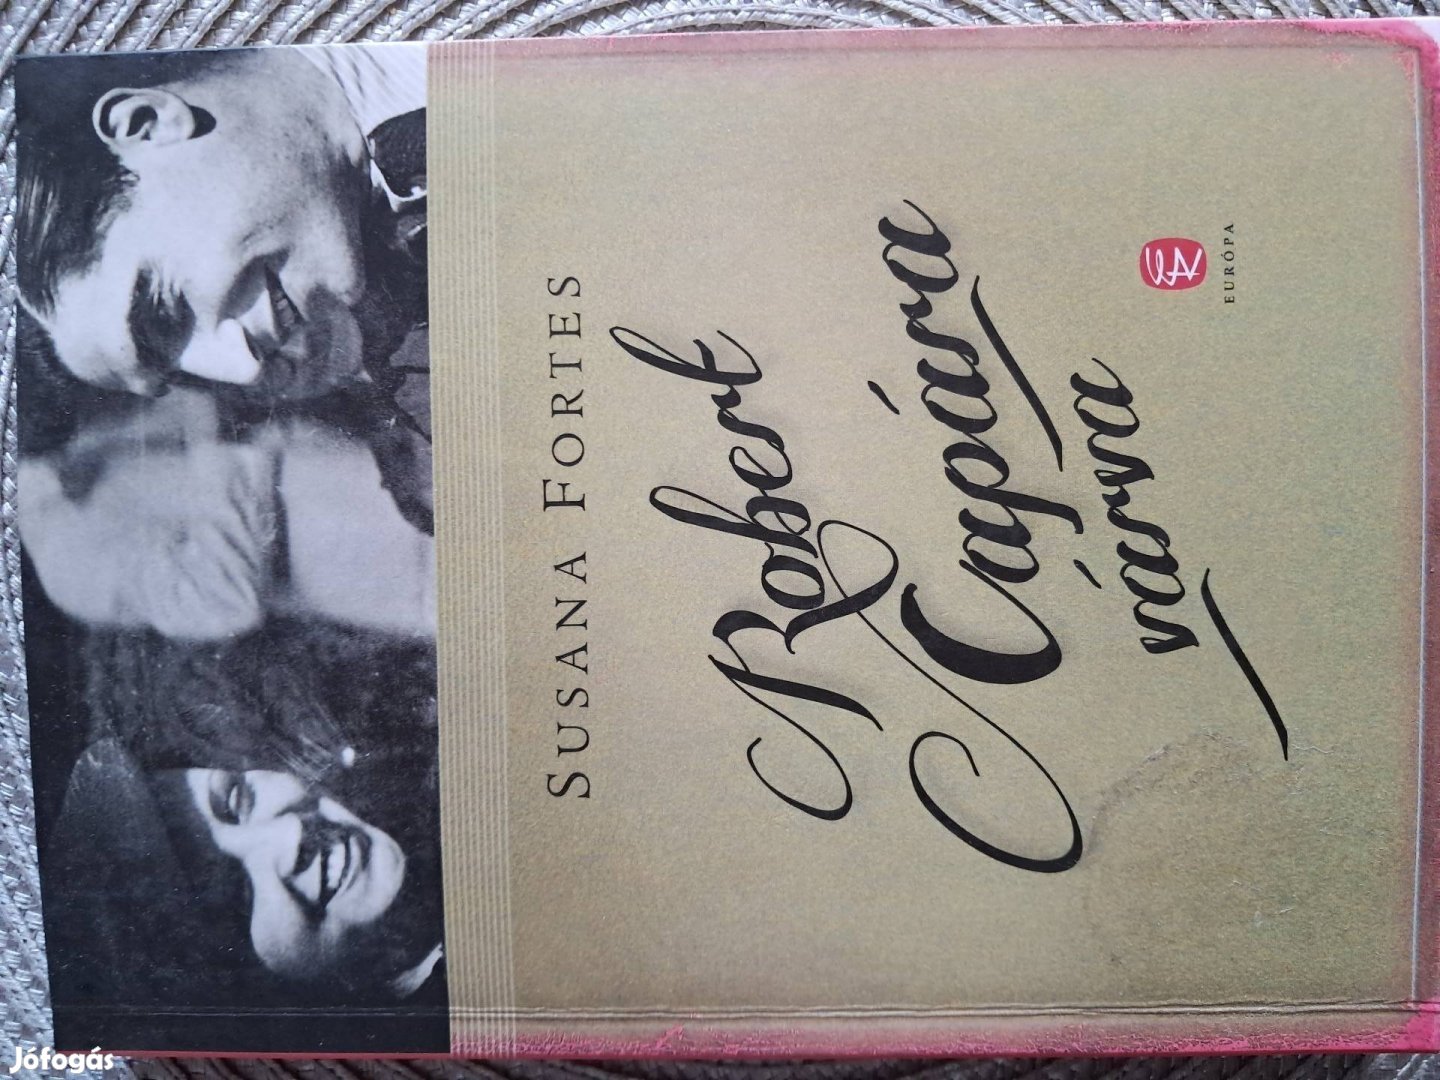 SUSANA FORTES
Robert
Capára
várva
EURÓPA
Jófogás